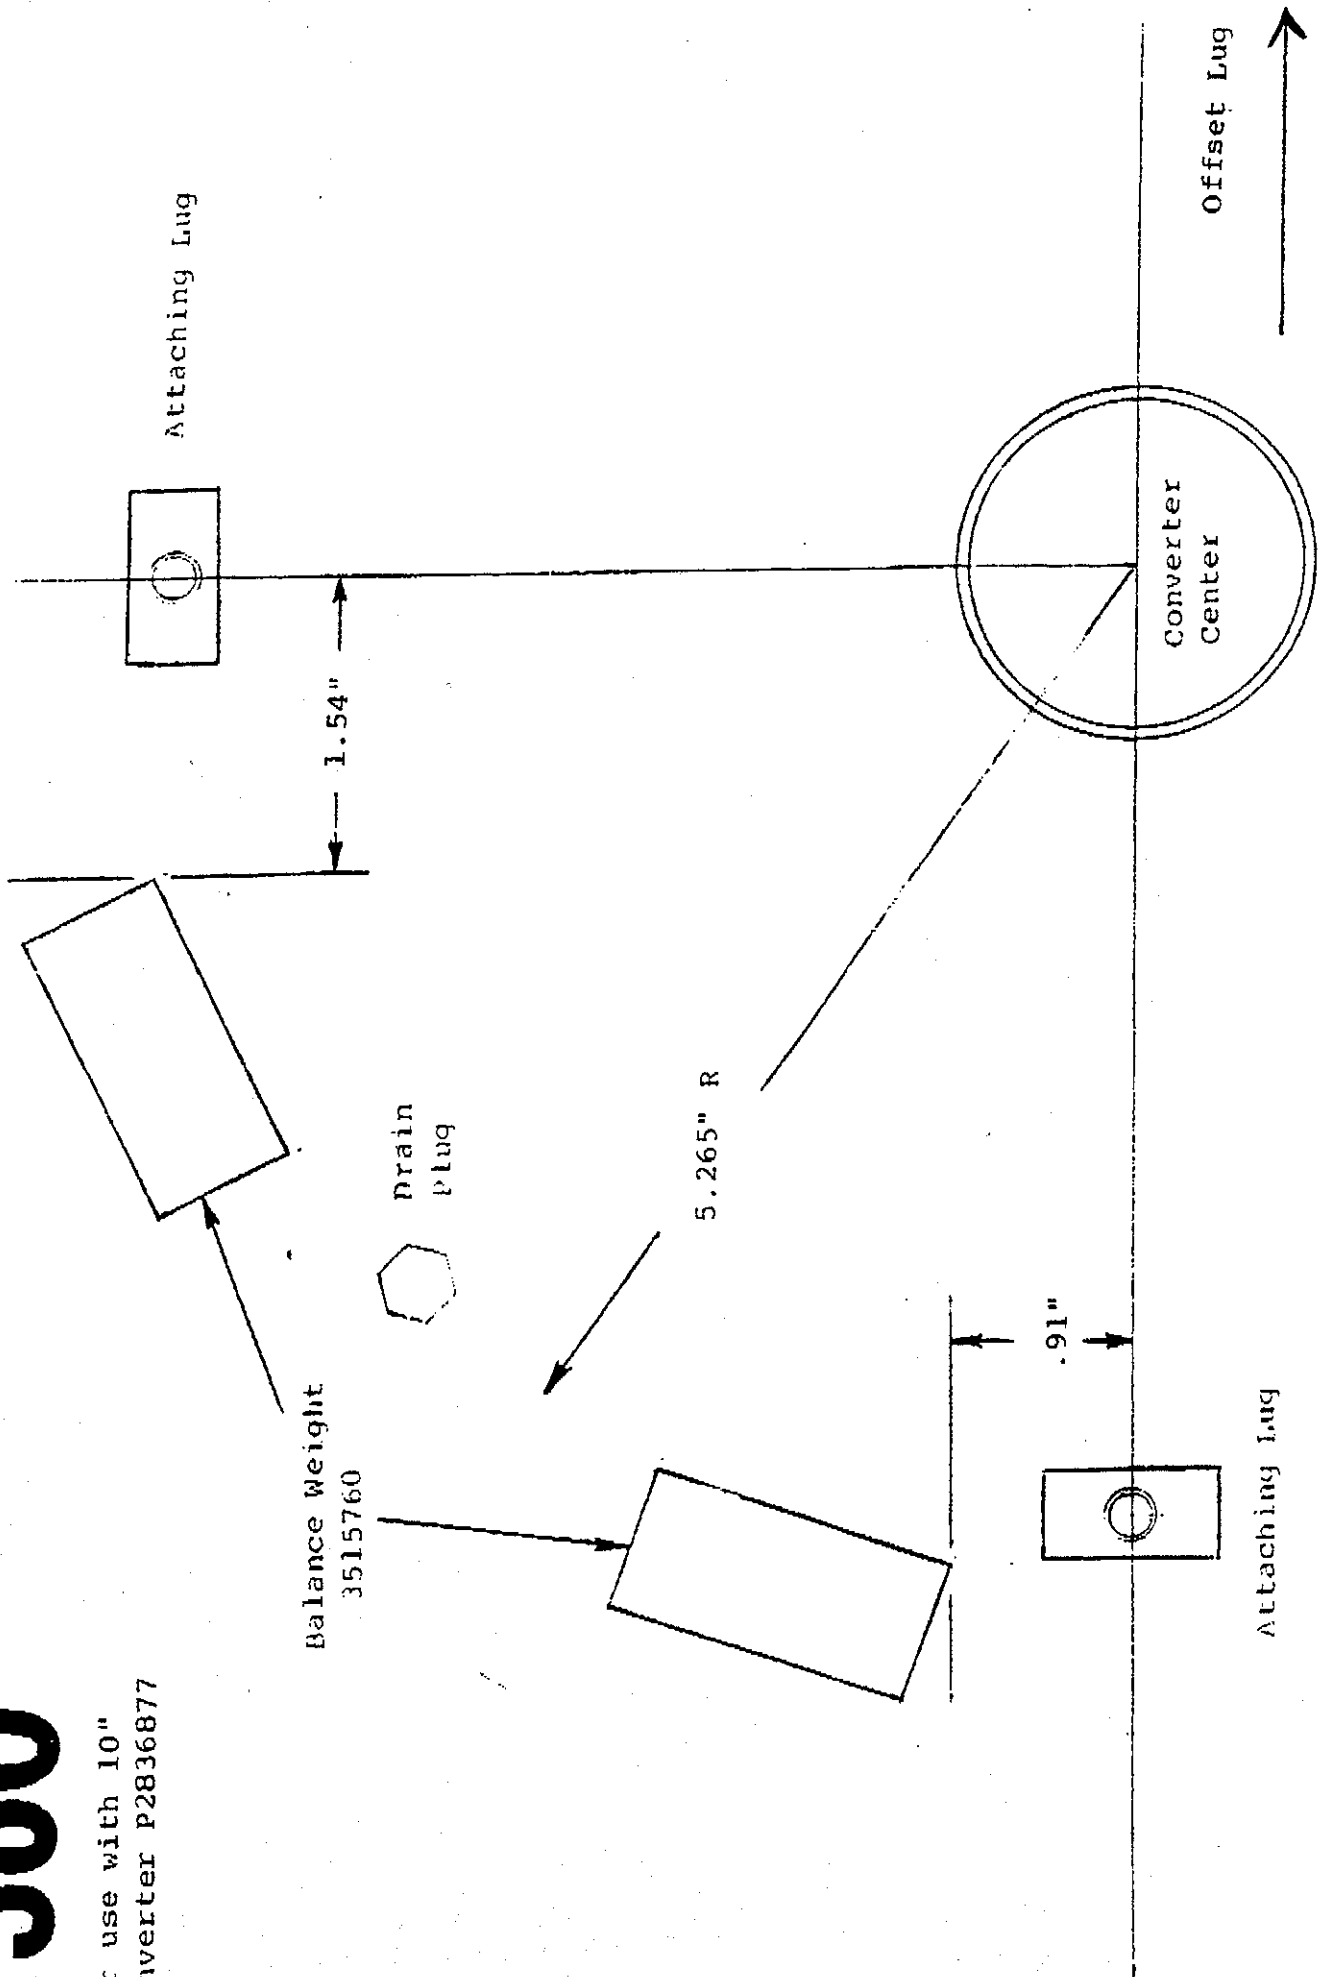 use with 10"
nverter P2836877
Attaching Lug
Balance Weight
3515760
1.54"
Drain
Plug
5.265" R
.91"
Converter
Center
Offset Lug
Attaching Lug